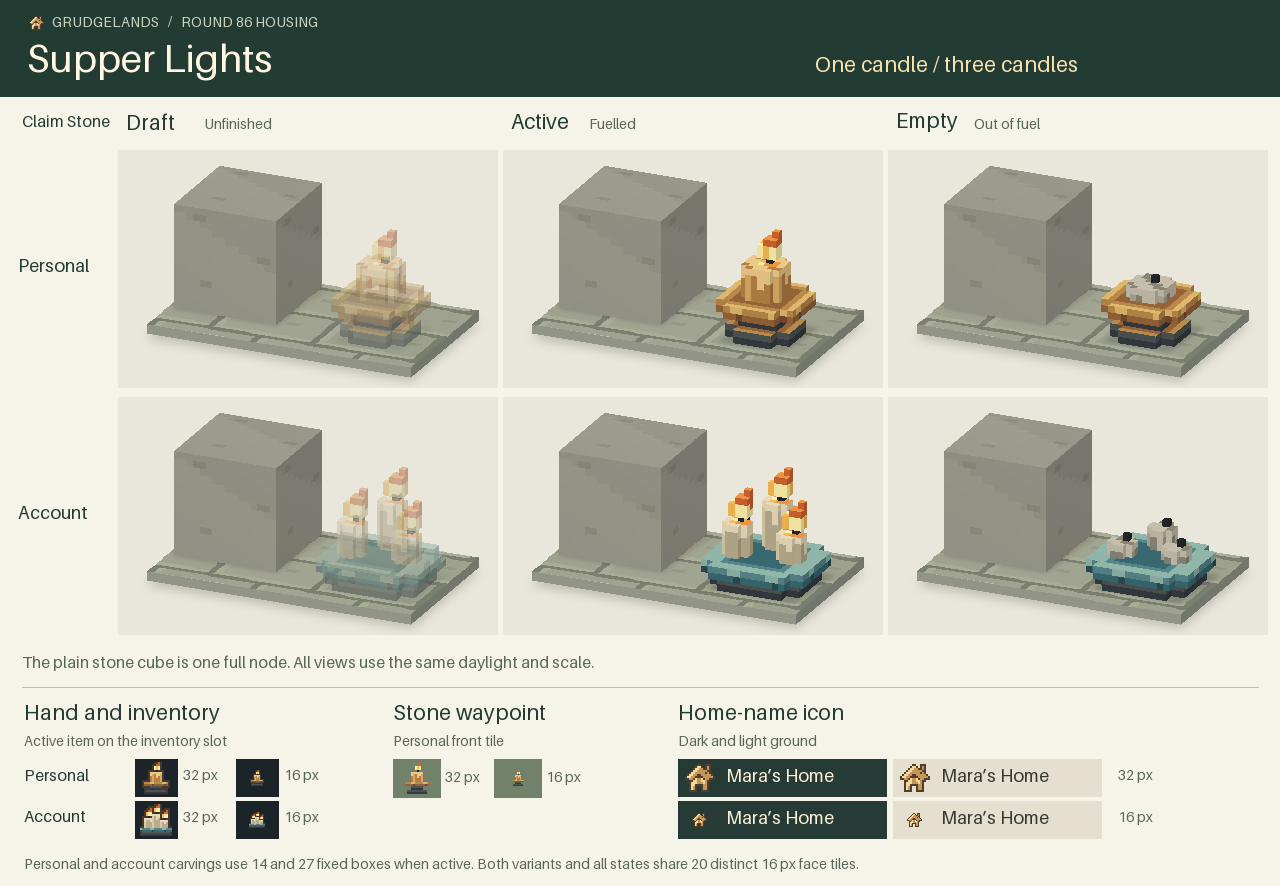 GRUDGELANDS / ROUND 86 HOUSING
Supper Lights
One candle / three candles
Claim Stone
Draft Unfinished
Active Fuelled
Empty Out of fuel
Personal
Account
The plain stone cube is one full node. All views use the same daylight and scale.
Hand and inventory
Active item on the inventory slot
Personal 32 px 16 px
Account 32 px 16 px
Stone waypoint
Personal front tile
32 px 16 px
Home-name icon
Dark and light ground
Mara’s Home Mara’s Home 32 px
Mara’s Home Mara’s Home 16 px
Personal and account carvings use 14 and 27 fixed boxes when active. Both variants and all states share 20 distinct 16 px face tiles.